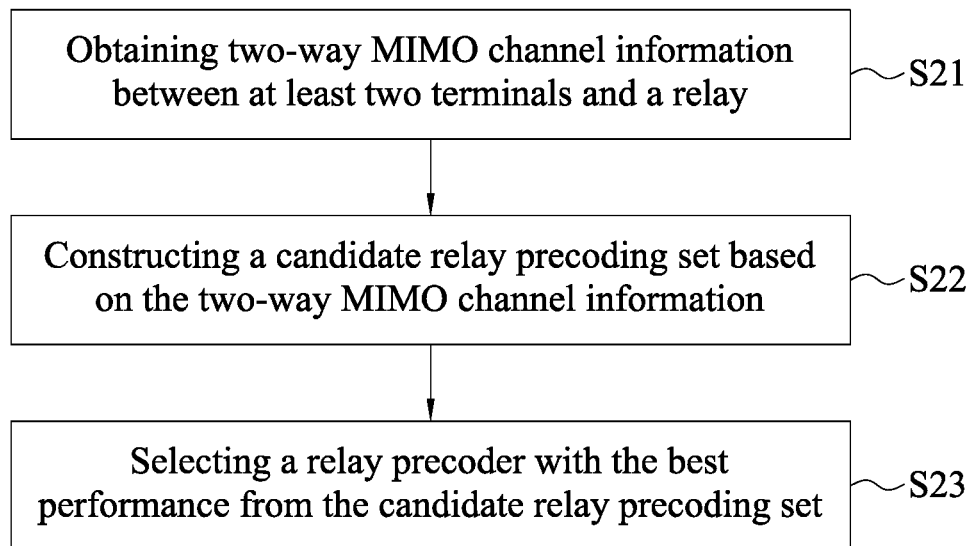 Obtaining two-way MIMO channel information
between at least two terminals and a relay
S21
Constructing a candidate relay precoding set based
on the two-way MIMO channel information
S22
Selecting a relay precoder with the best
performance from the candidate relay precoding set
S23